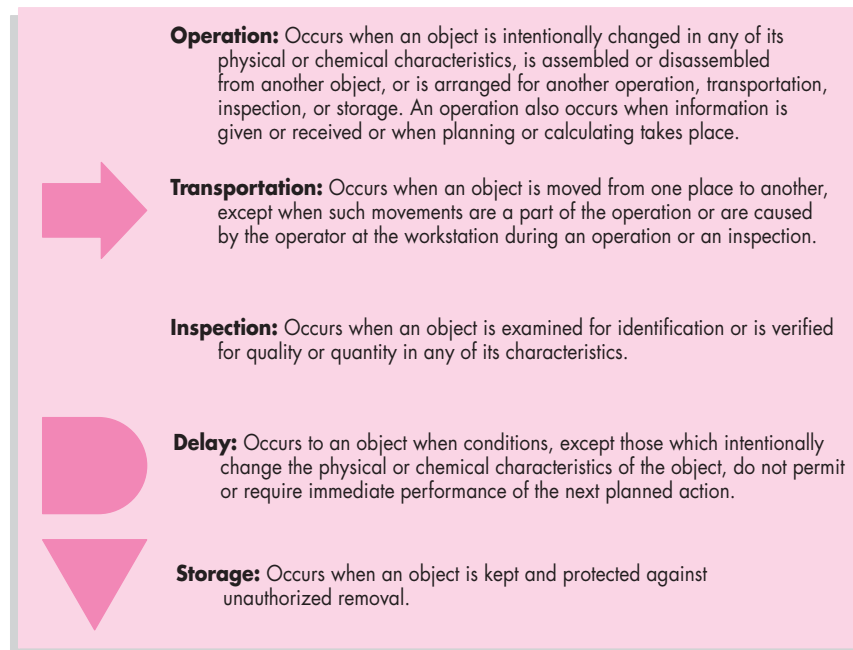 Operation: Occurs when an object is intentionally changed in any of its
physical or chemical characteristics, is assembled or disassembled
from another object, or is arranged for another operation, transportation,
inspection, or storage. An operation also occurs when information is
given or received or when planning or calculating takes place.
Transportation: Occurs when an object is moved from one place to another,
except when such movements are a part of the operation or are caused
by the operator at the workstation during an operation or an inspection.
Inspection: Occurs when an object is examined for identification or is verified
for quality or quantity in any of its characteristics.
Delay: Occurs to an object when conditions, except those which intentionally
change the physical or chemical characteristics of the object, do not permit
or require immediate performance of the next planned action.
Storage: Occurs when an object is kept and protected against
unauthorized removal.